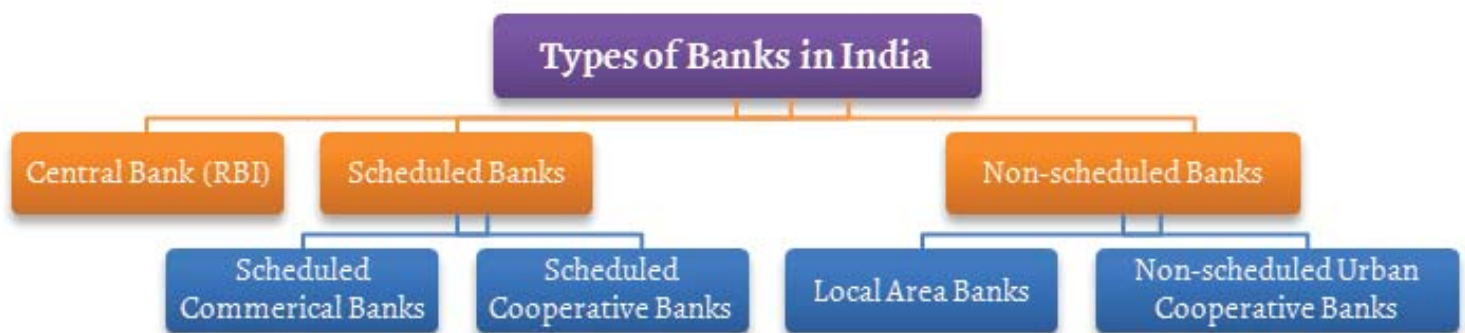 Types of Banks in India
Central Bank (RBI)
Scheduled Banks
Non-scheduled Banks
Scheduled
Commerical Banks
Scheduled
Cooperative Banks
Local Area Banks
Non-scheduled Urban
Cooperative Banks